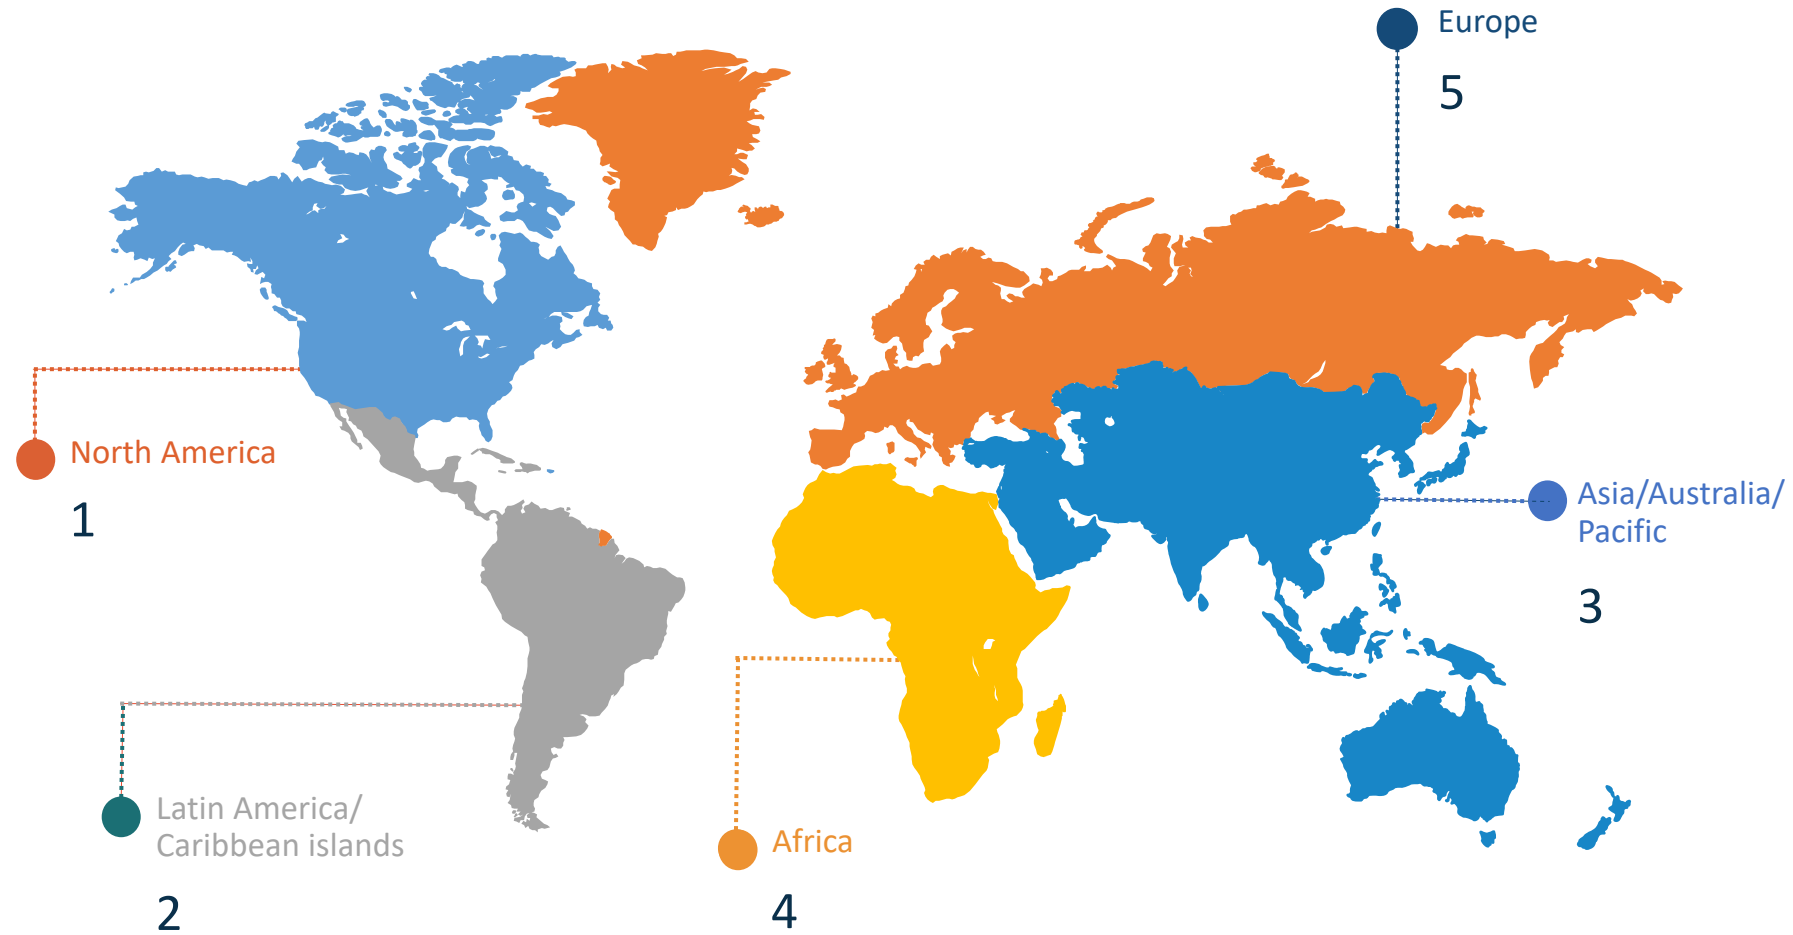 Europe
5
North America
1
Asia/Australia/
Pacific
3
Latin America/
Caribbean islands
2
Africa
4